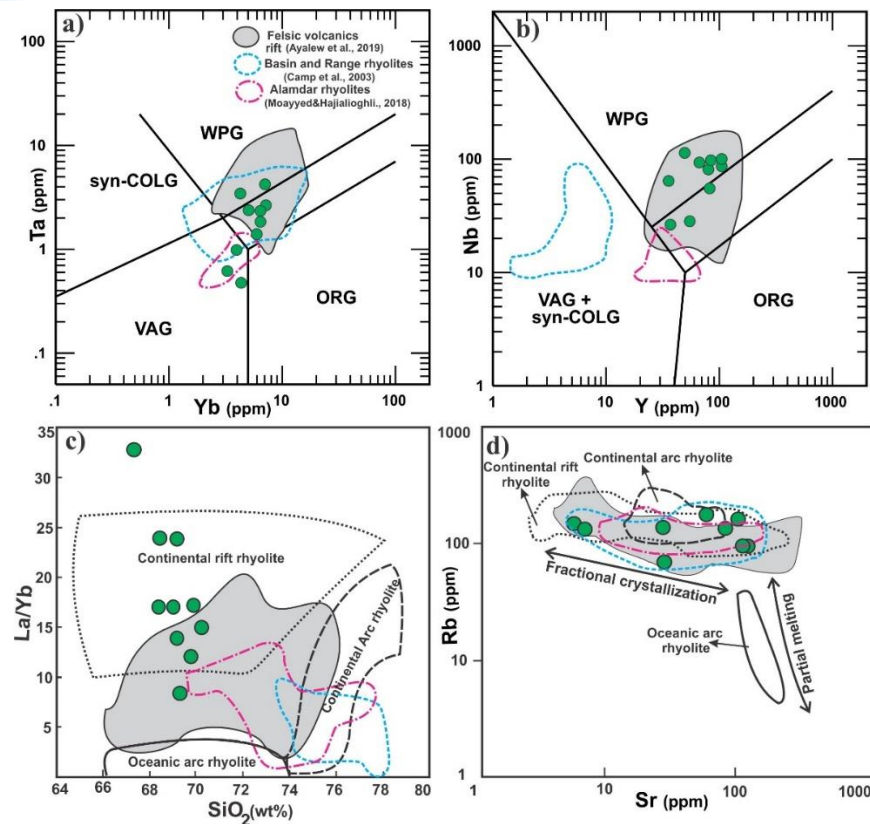 a)
Felsic volcanics
rift (Ayalew et al., 2019)
Basin and Range rhyolites
(Camp et al., 2003)
Alamdar rhyolites
(Moayyed&Hajialioghli., 2018)
100
10
1
.1
Ta (ppm)
WPG
syn-COLG
VAG
ORG
.1
1
10
100
Yb (ppm)
b)
1000
100
10
1
Nb (ppm)
WPG
VAG +
syn-COLG
ORG
1
10
100
1000
Y (ppm)
c)
35
30
25
20
15
10
5
La/Yb
Continental rift rhyolite
Continental Arc rhyolite
Oceanic arc rhyolite
64
66
68
70
72
74
76
78
80
SiO2(wt%)
d)
1000
100
10
1
Rb (ppm)
Continental arc rhyolite
Continental rift
rhyolite
Fractional crystallization
Oceanic arc
rhyolite
Partial melting
1
10
100
1000
Sr (ppm)